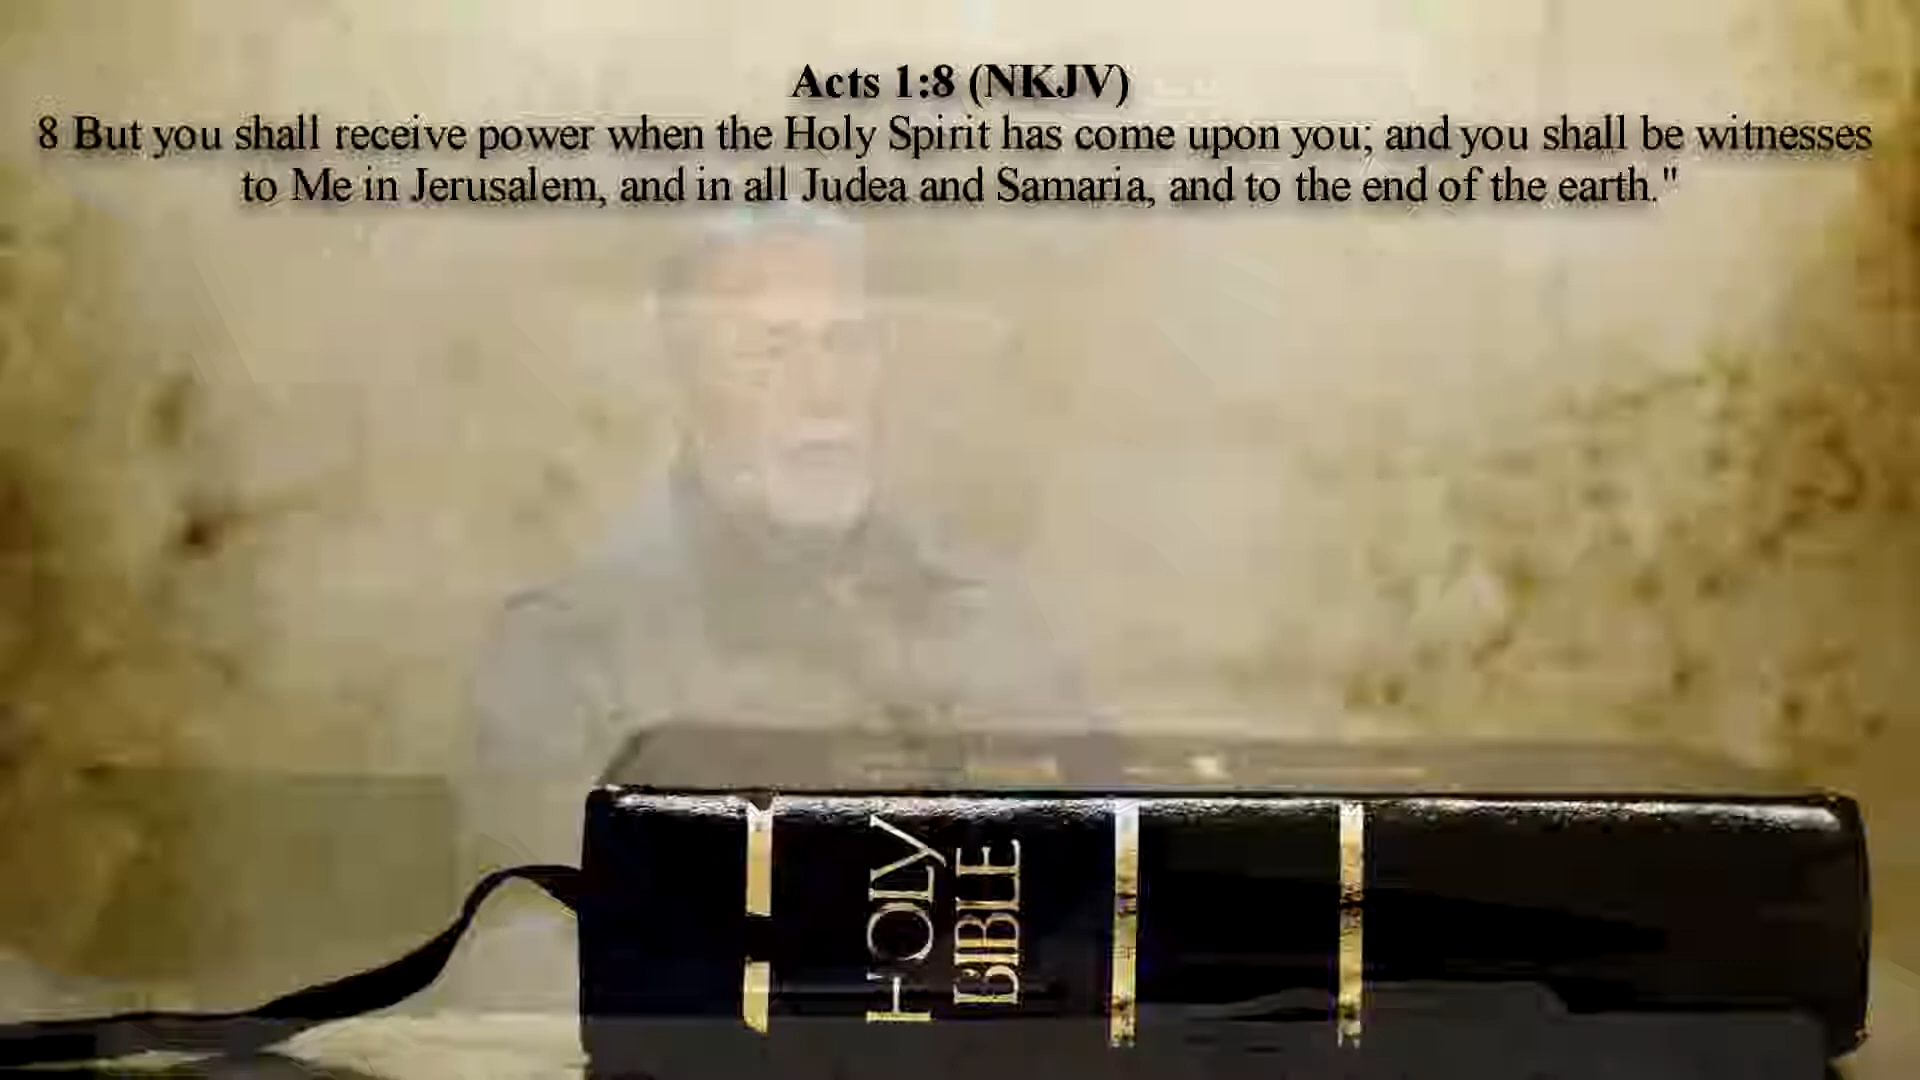 Acts 1:8 (NKJV)
8 But you shall receive power when the Holy Spirit has come upon you; and you shall be witnesses
to Me in Jerusalem, and in all Judea and Samaria, and to the end of the earth."
HOLY
BIBLE